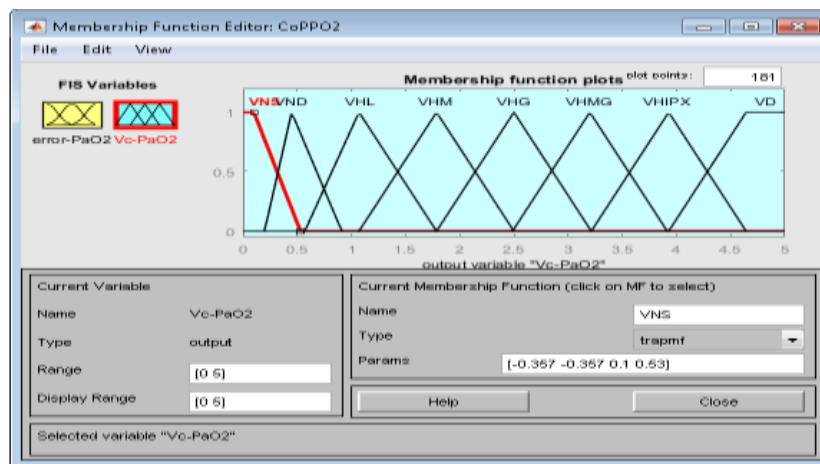 Membership Function Editor: CoPPO2
File Edit View
FIS Variables
error-PaO2 Vc-PaO2
Membership function plots plot points: 181
VNS VND VHL VHM VHG VHMG VHIPX VD
1
0.5
0
0 0.5 1 1.5 2 2.5 3 3.5 4 4.5 5
output variable "Vc-PaO2"
Current Variable
Name Vc-PaO2
Type output
Range [0 5]
Display Range [0 5]
Current Membership Function (click on MF to select)
Name VNS
Type trapmf
Params [-0.357 -0.357 0.1 0.53]
Help Close
Selected variable "Vc-PaO2"